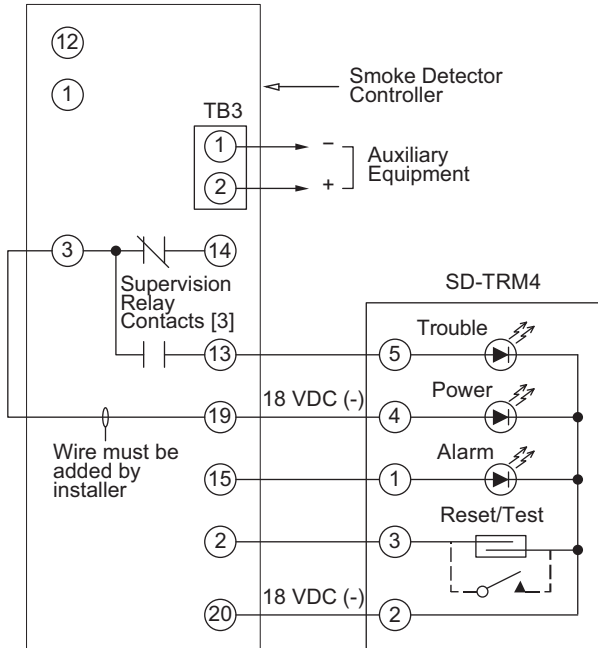 12
1
Smoke Detector
Controller
TB3
1
−
2
+
Auxiliary
Equipment
3
14
Supervision
Relay
Contacts [3]
13
SD-TRM4
Trouble
5
19
18 VDC (-)
4
Power
Wire must be
added by
installer
15
1
Alarm
2
3
Reset/Test
20
18 VDC (-)
2